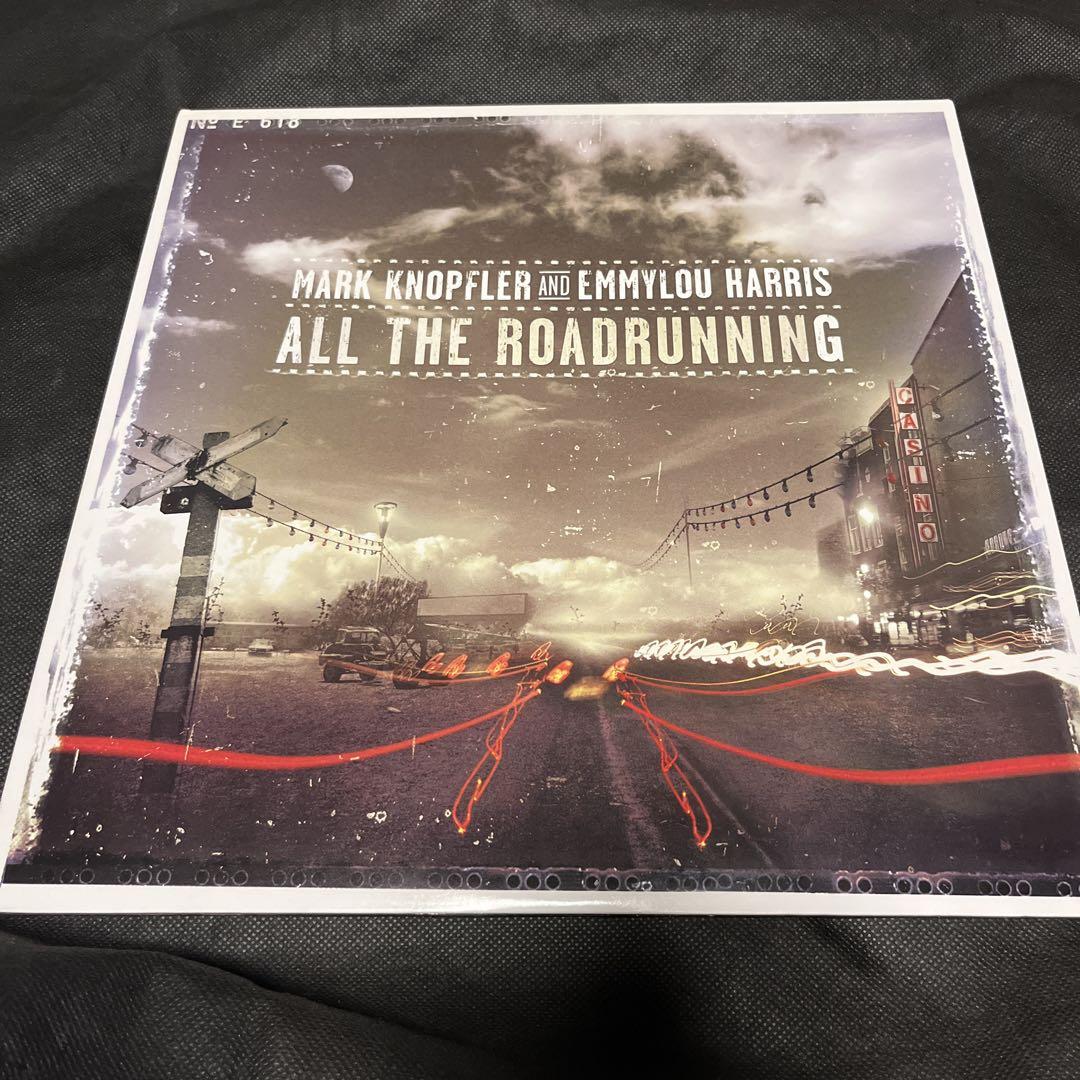 Nº E 618
MARK KNOPFLER AND EMMYLOU HARRIS
ALL THE ROADRUNNING
CASINO